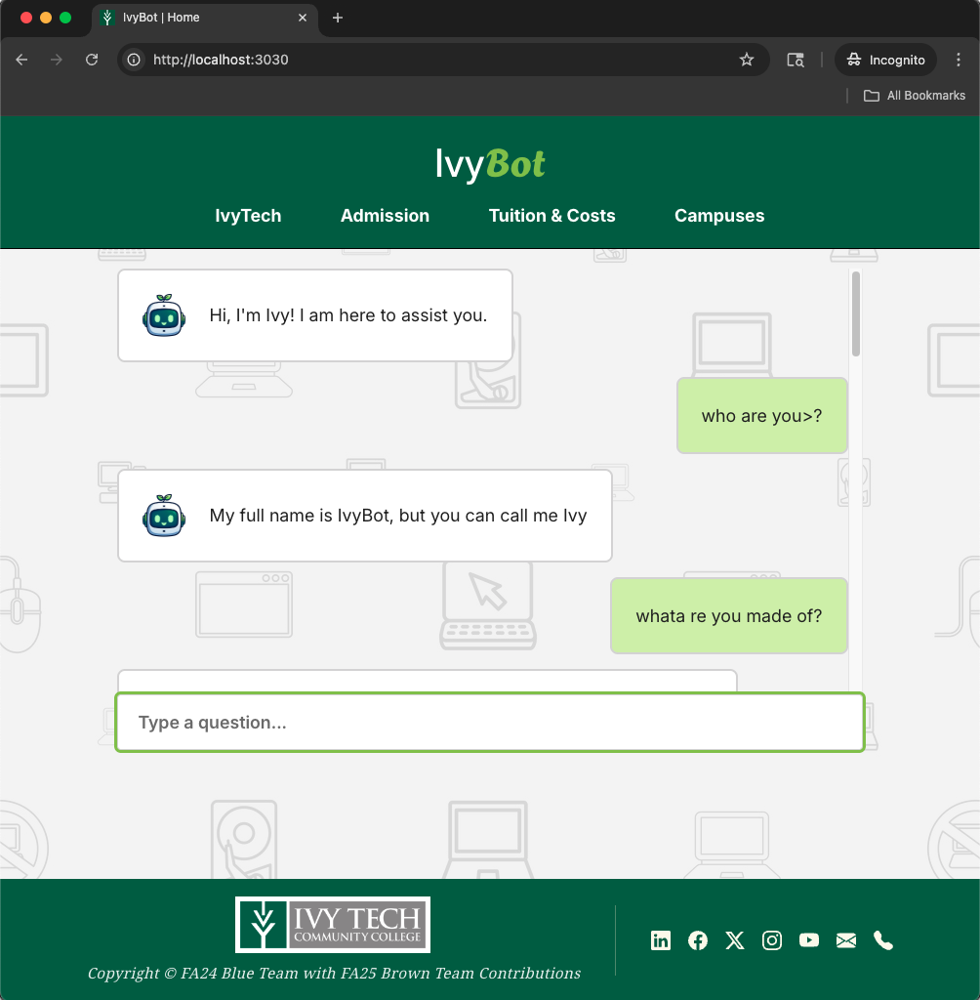 IvyBot | Home
http://localhost:3030
Incognito
All Bookmarks
IvyBot
IvyTech Admission Tuition & Costs Campuses
Hi, I'm Ivy! I am here to assist you.
who are you>?
My full name is IvyBot, but you can call me Ivy
whata re you made of?
Type a question...
IVY TECH
COMMUNITY COLLEGE
Copyright © FA24 Blue Team with FA25 Brown Team Contributions